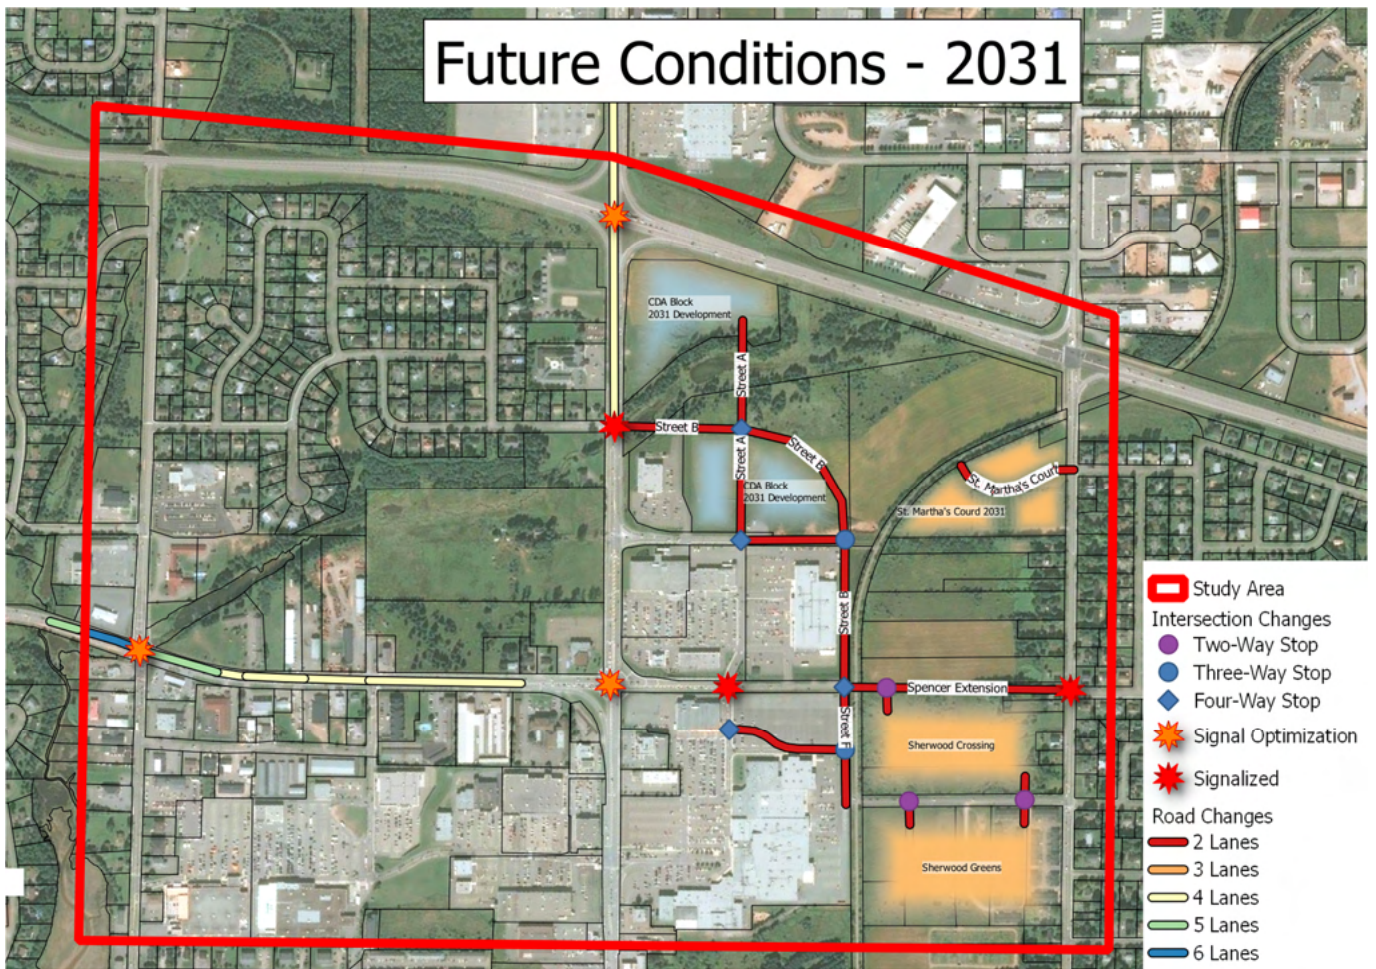 Future Conditions - 2031
CDA Block
2031 Development
Street A
Street B
Street A
Street B
CDA Block
2031 Development
St. Martha's Court
St. Martha's Courd 2031
Street B
Spencer Extension
Street F
Sherwood Crossing
Sherwood Greens
Study Area
Intersection Changes
Two-Way Stop
Three-Way Stop
Four-Way Stop
Signal Optimization
Signalized
Road Changes
2 Lanes
3 Lanes
4 Lanes
5 Lanes
6 Lanes